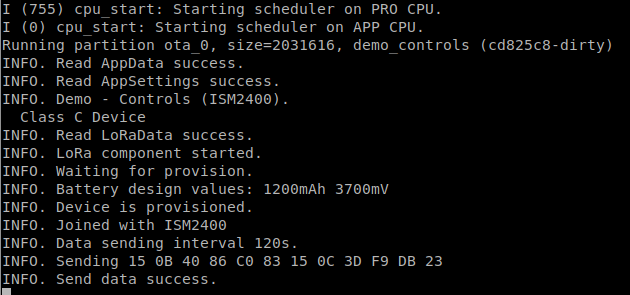 I (755) cpu_start: Starting scheduler on PRO CPU.
I (0) cpu_start: Starting scheduler on APP CPU.
Running partition ota_0, size=2031616, demo_controls (cd825c8-dirty)
INFO. Read AppData success.
INFO. Read AppSettings success.
INFO. Demo - Controls (ISM2400).
  Class C Device
INFO. Read LoRaData success.
INFO. LoRa component started.
INFO. Waiting for provision.
INFO. Battery design values: 1200mAh 3700mV
INFO. Device is provisioned.
INFO. Joined with ISM2400
INFO. Data sending interval 120s.
INFO. Sending 15 0B 40 86 C0 83 15 0C 3D F9 DB 23
INFO. Send data success.